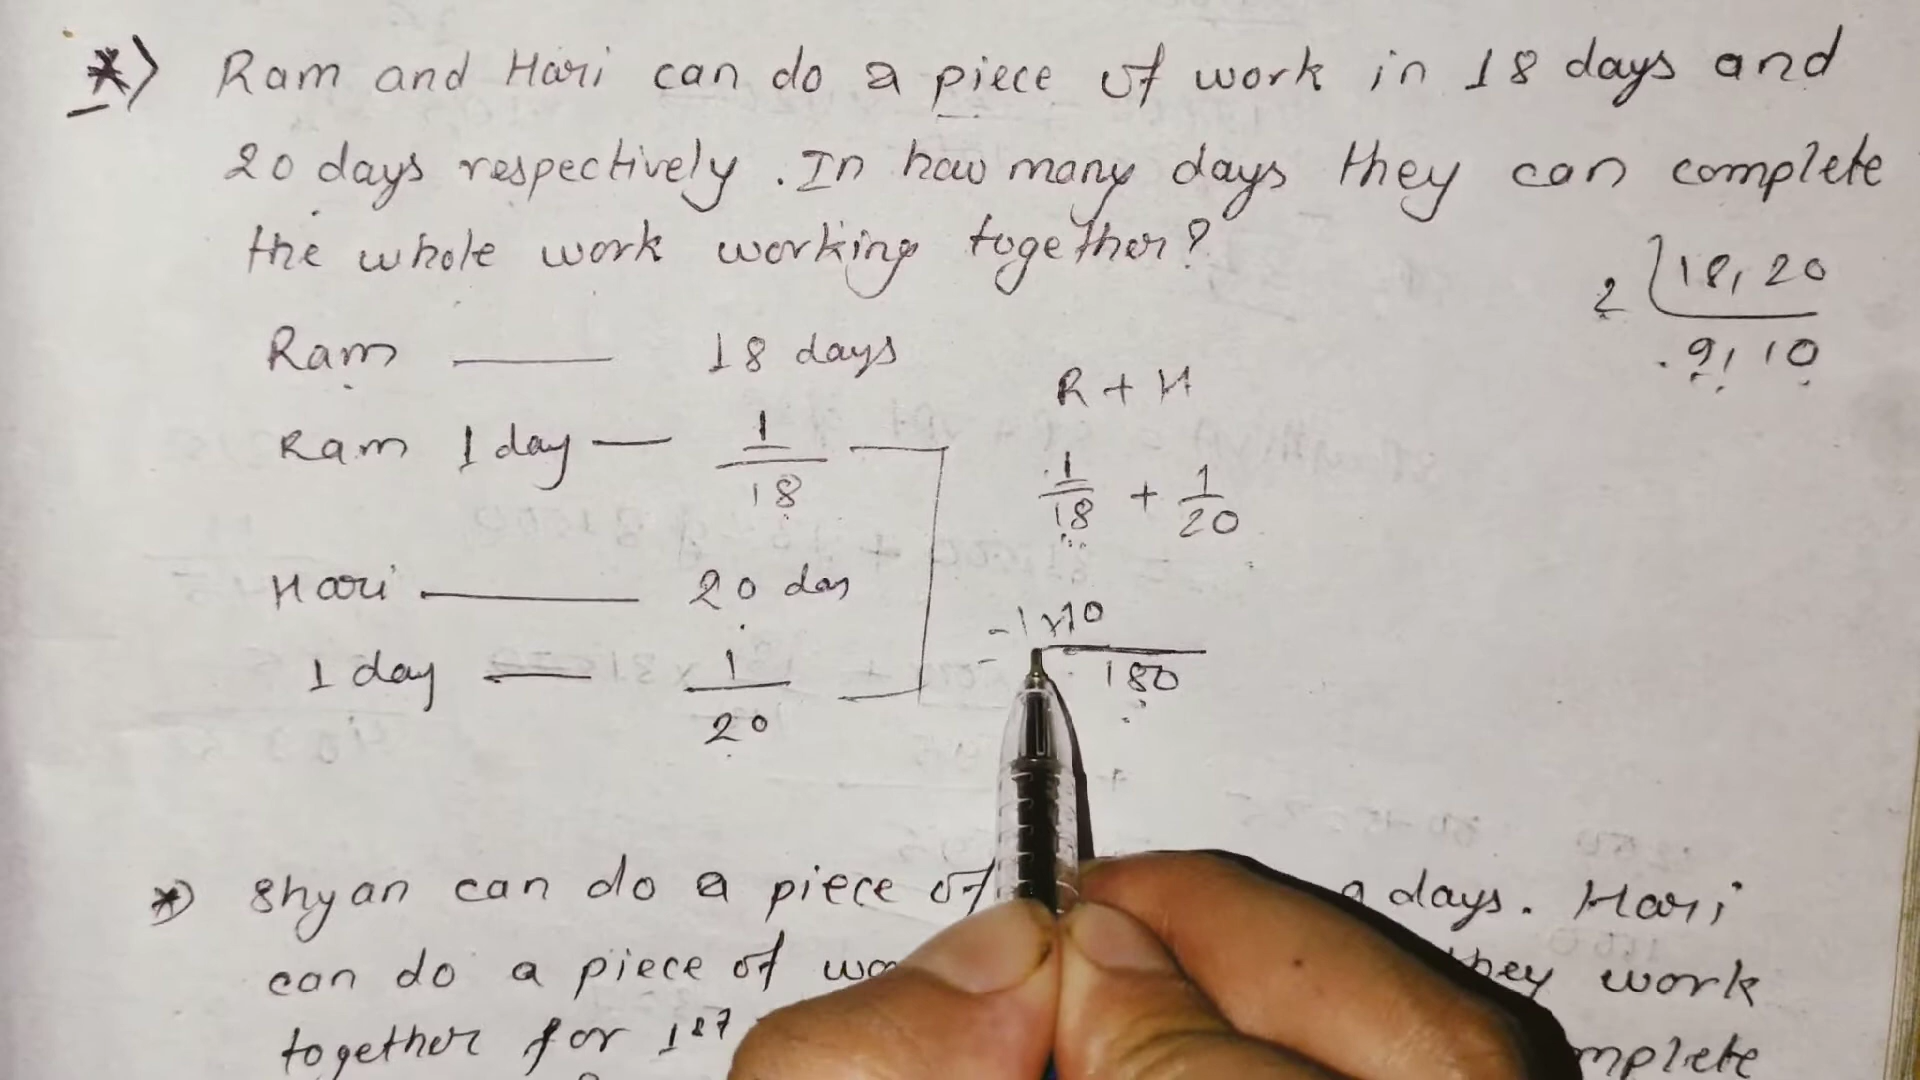 *) Ram and Hari can do a piece of work in 18 days and
20 days respectively. In how many days they can complete
the whole work working together?
2 18, 20
9, 10
Ram — 18 days
Ram 1 day — 1/18
Hari — 20 day
1 day = 1/20
R + H
1/18 + 1/20
1x10
180
*) Shyan can do a piece of days. Hari
can do a piece of they work
together for 1st